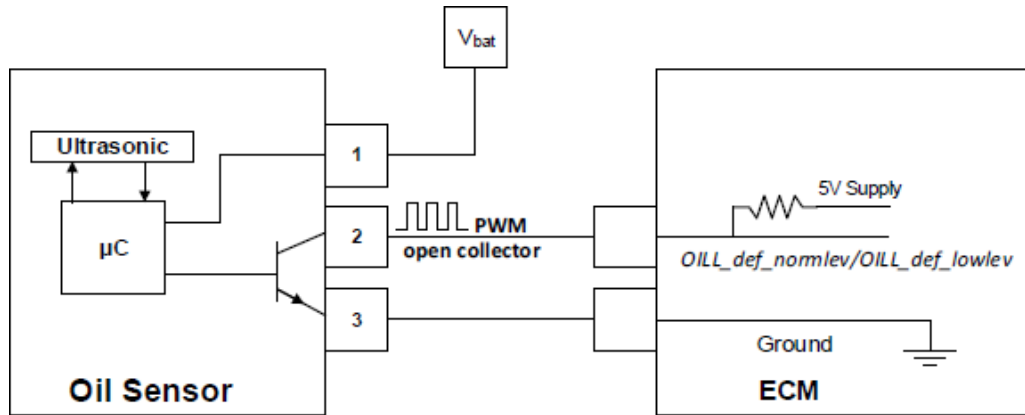 Vbat
Ultrasonic
1
5V Supply
µC
2
PWM
open collector
OILL_def_normlev/OILL_def_lowlev
3
Ground
Oil Sensor
ECM